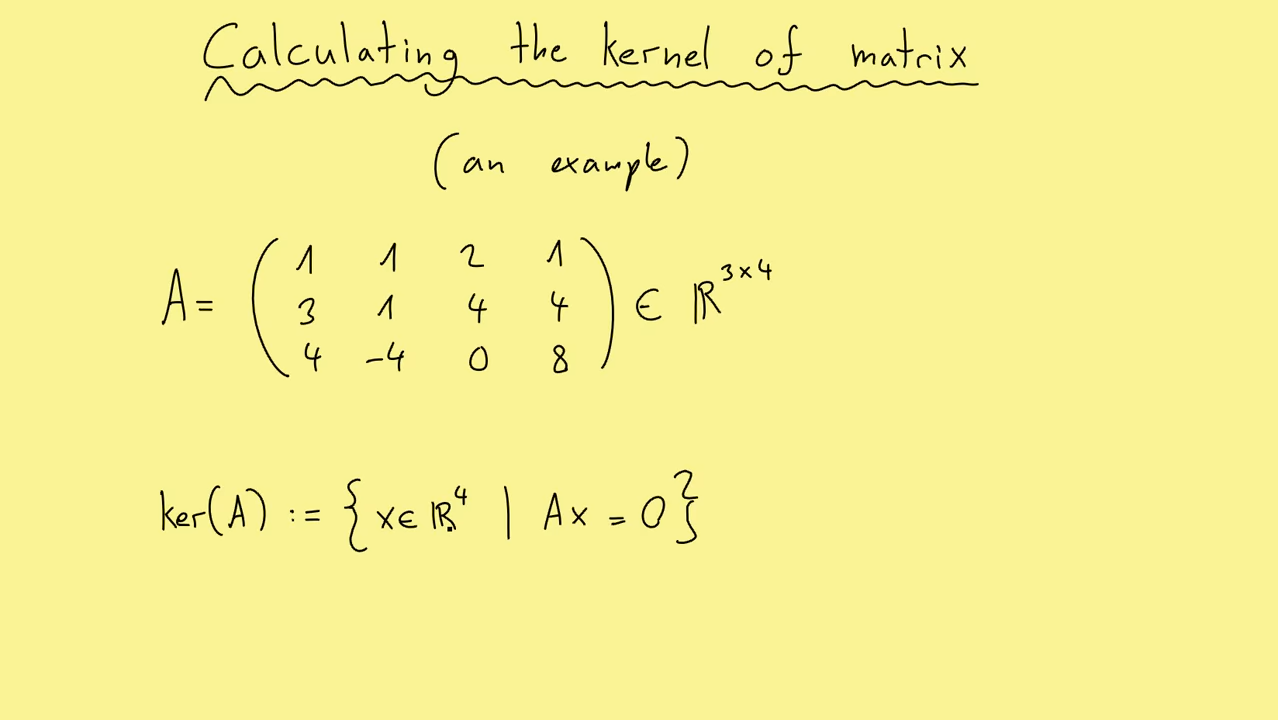 Calculating the kernel of matrix
(an example)
A = ( 1 1 2 1
3 1 4 4
4 -4 0 8 ) ∈ ℝ^{3×4}
ker(A) := { x ∈ ℝ^4 | Ax = 0 }